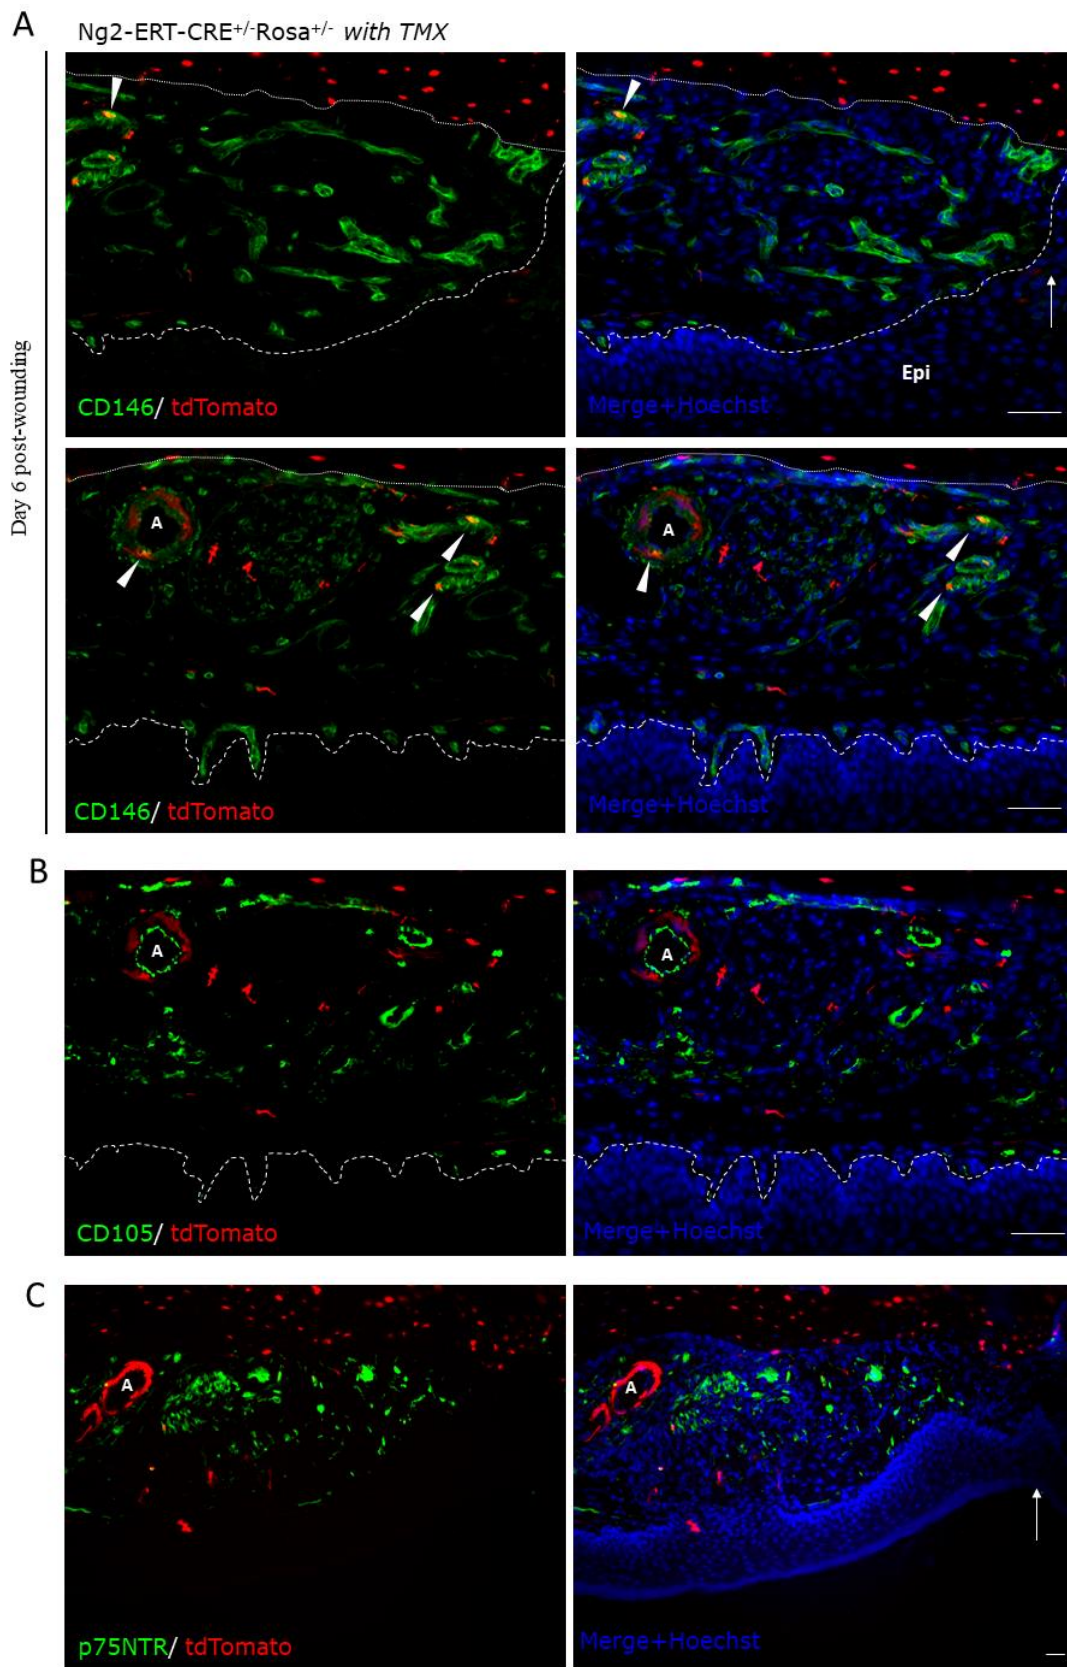 A
Ng2-ERT-CRE+/-Rosa+/- with TMX
Day 6 post-wounding
CD146/ tdTomato
Epi
Merge+Hoechst
A
A
CD146/ tdTomato
Merge+Hoechst
B
A
A
CD105/ tdTomato
Merge+Hoechst
C
A
A
p75NTR/ tdTomato
Merge+Hoechst